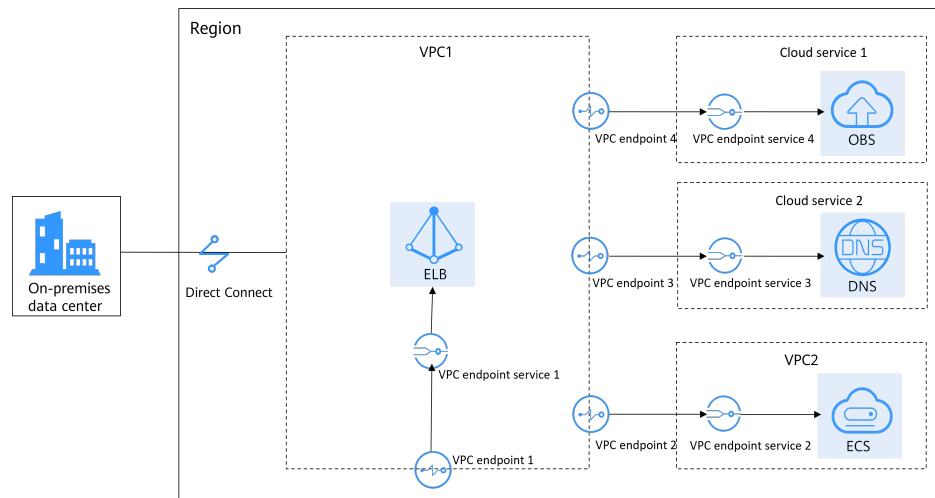 Region
VPC1
Cloud service 1
VPC endpoint 4
VPC endpoint service 4
OBS
Cloud service 2
On-premises
data center
Direct Connect
ELB
VPC endpoint 3
VPC endpoint service 3
DNS
DNS
VPC endpoint service 1
VPC2
VPC endpoint 1
VPC endpoint 2
VPC endpoint service 2
ECS